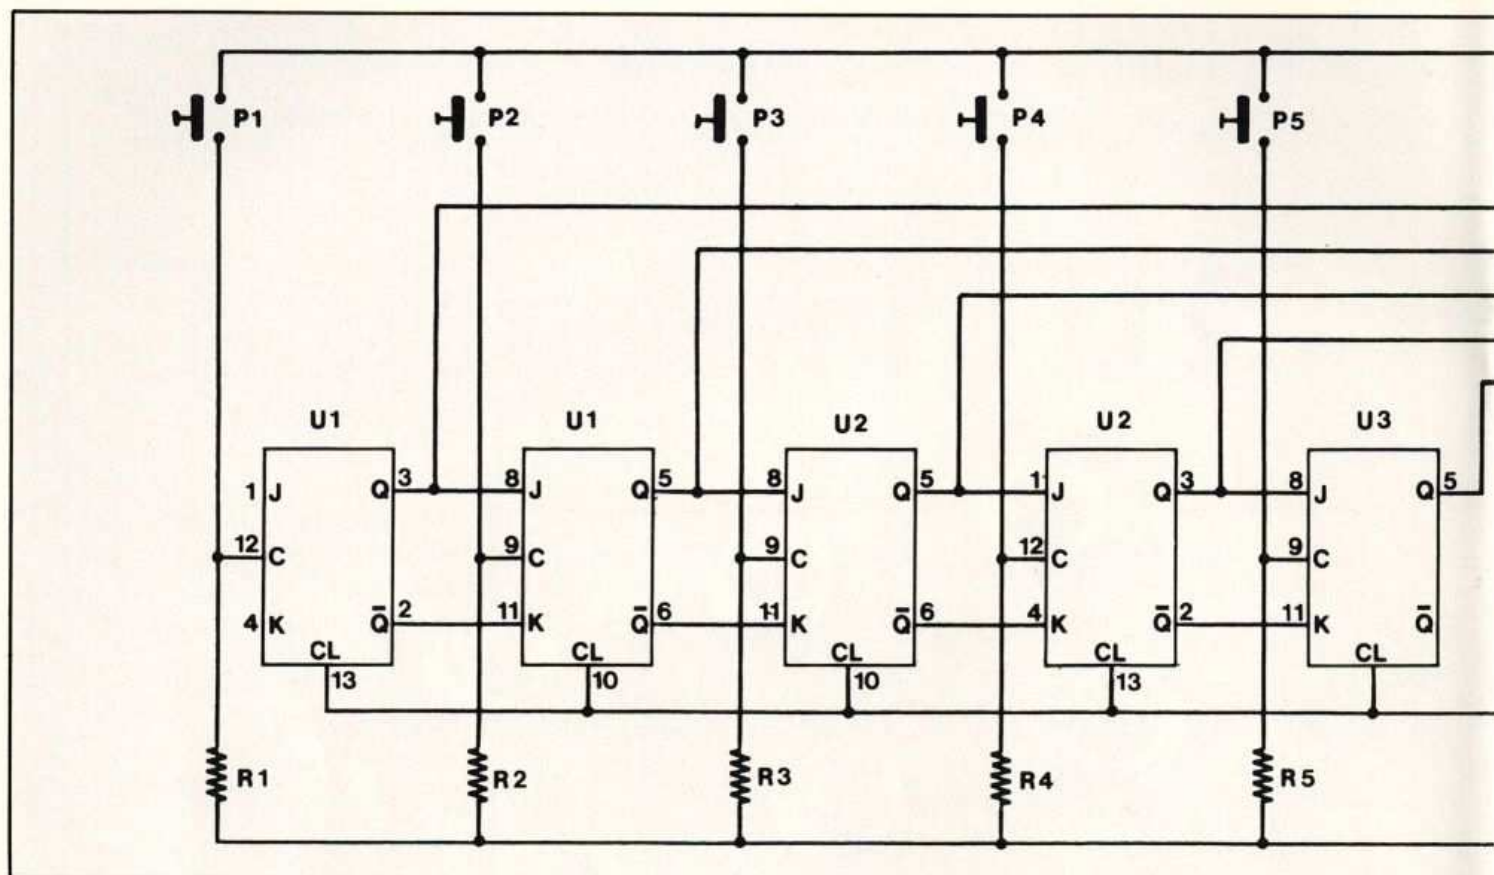 P1 P2 P3 P4 P5
U1 U1 U2 U2 U3
1 J Q 3 8 J Q 5 8 J Q 5 1 J Q 3 8 J Q 5
12 C 9 C 9 C 12 C 9 C
4 K Q̅ 2 11 K Q̅ 6 11 K Q̅ 6 4 K Q̅ 2 11 K Q̅
CL CL CL CL CL
13 10 10 13
R1 R2 R3 R4 R5